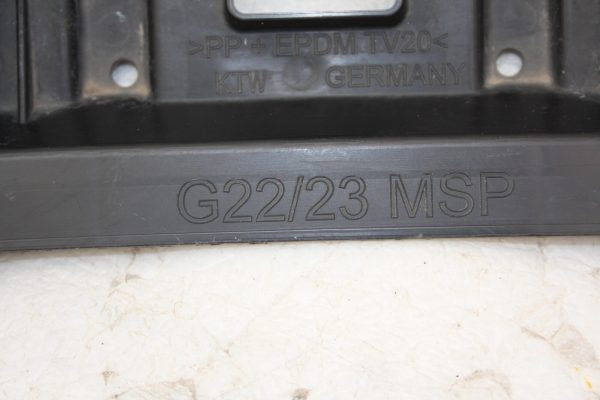 >PP + EPDM TV20<
KTW GERMANY
G22/23 MSP